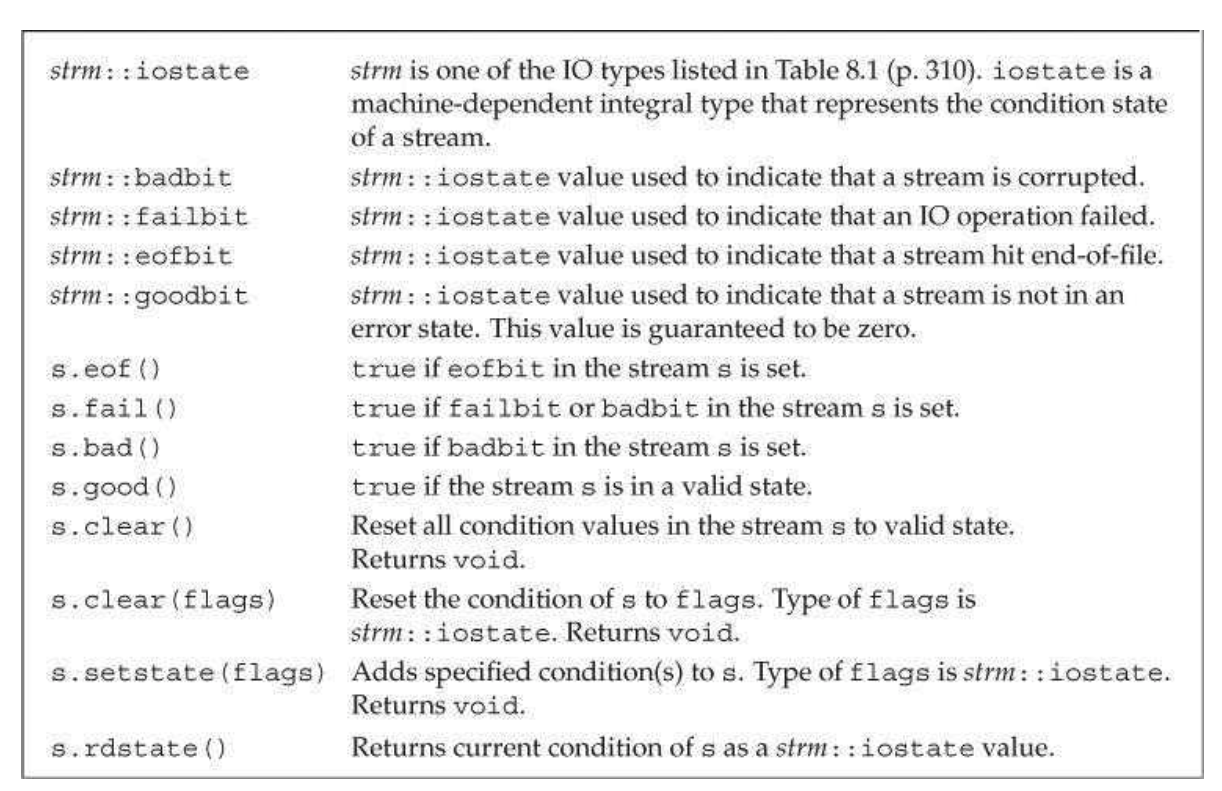 strm::iostate strm is one of the IO types listed in Table 8.1 (p. 310). iostate is a
machine-dependent integral type that represents the condition state
of a stream.
strm::badbit strm::iostate value used to indicate that a stream is corrupted.
strm::failbit strm::iostate value used to indicate that an IO operation failed.
strm::eofbit strm::iostate value used to indicate that a stream hit end-of-file.
strm::goodbit strm::iostate value used to indicate that a stream is not in an
error state. This value is guaranteed to be zero.
s.eof() true if eofbit in the stream s is set.
s.fail() true if failbit or badbit in the stream s is set.
s.bad() true if badbit in the stream s is set.
s.good() true if the stream s is in a valid state.
s.clear() Reset all condition values in the stream s to valid state.
Returns void.
s.clear(flags) Reset the condition of s to flags. Type of flags is
strm::iostate. Returns void.
s.setstate(flags) Adds specified condition(s) to s. Type of flags is strm::iostate.
Returns void.
s.rdstate() Returns current condition of s as a strm::iostate value.